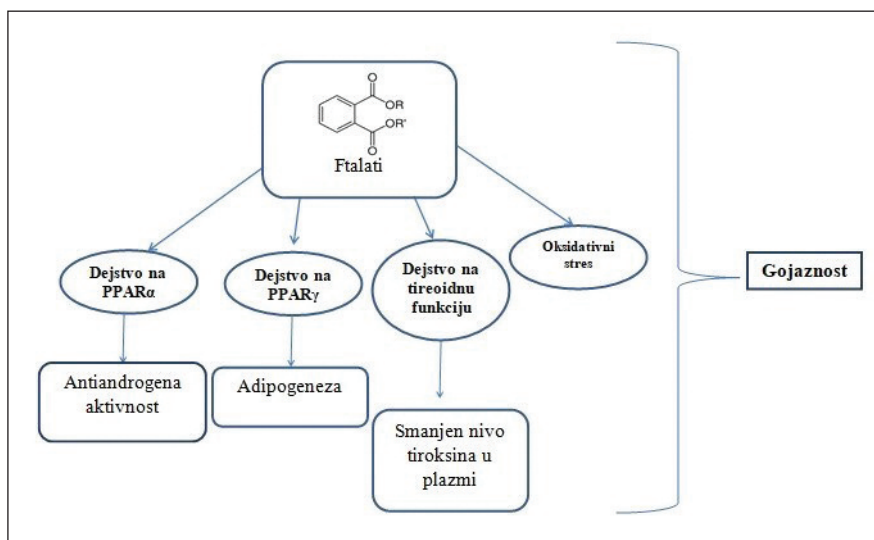 O
OR
OR'
O
Ftalati
Dejstvo na
PPARα
Dejstvo na
PPARγ
Dejstvo na
tireoidnu
funkciju
Oksidativni
stres
Gojaznost
Antiandrogena
aktivnost
Adipogeneza
Smanjen nivo
tiroksina u
plazmi